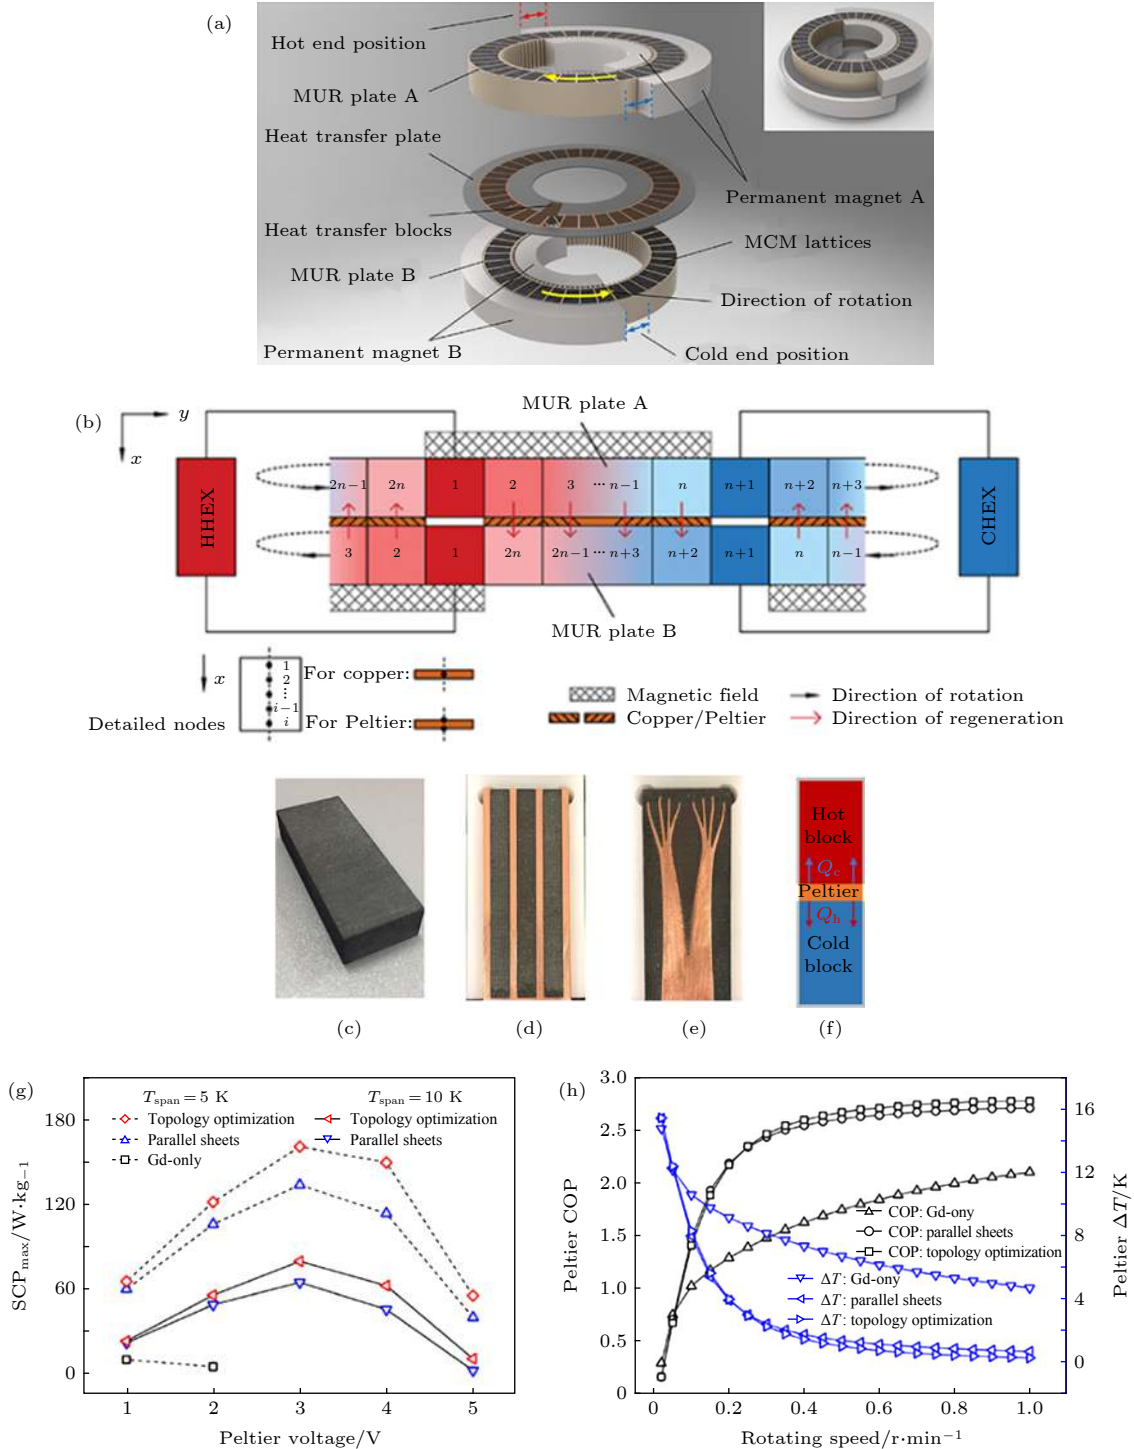 (a)
Hot end position
MUR plate A
Heat transfer plate
Permanent magnet A
Heat transfer blocks
MCM lattices
MUR plate B
Direction of rotation
Permanent magnet B
Cold end position
(b)
y
x
MUR plate A
HHEX
2n−1 2n 1 2 3 ··· n−1 n n+1 n+2 n+3
3 2 1 2n 2n−1 ··· n+3 n+2 n+1 n n−1
CHEX
MUR plate B
x
1
2
⋮
i−1
i
Detailed nodes
For copper:
For Peltier:
Magnetic field
Direction of rotation
Copper/Peltier
Direction of regeneration
Hot
block
Qc
Peltier
Qh
Cold
block
(c)
(d)
(e)
(f)
(g)
Tspan = 5 K
Tspan = 10 K
Topology optimization
Topology optimization
Parallel sheets
Parallel sheets
Gd-only
180
120
60
0
SCPmax/W·kg−1
1 2 3 4 5
Peltier voltage/V
(h)
3.0
2.5
2.0
1.5
1.0
0.5
0
Peltier COP
COP: Gd-ony
COP: parallel sheets
COP: topology optimization
ΔT: Gd-ony
ΔT: parallel sheets
ΔT: topology optimization
16
12
8
4
0
Peltier ΔT/K
0 0.2 0.4 0.6 0.8 1.0
Rotating speed/r·min−1